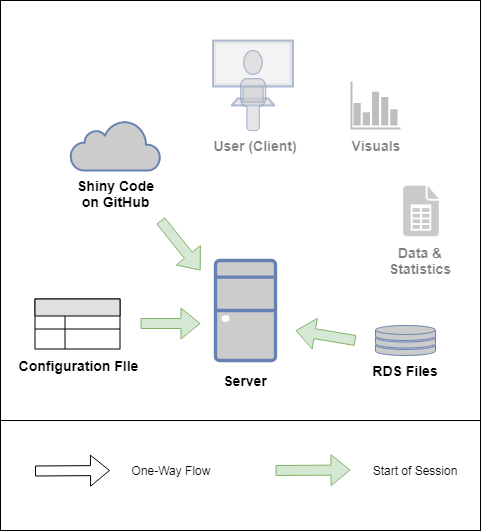 User (Client)
Visuals
Shiny Code
on GitHub
Data &
Statistics
Configuration FIle
Server
RDS Files
One-Way Flow
Start of Session